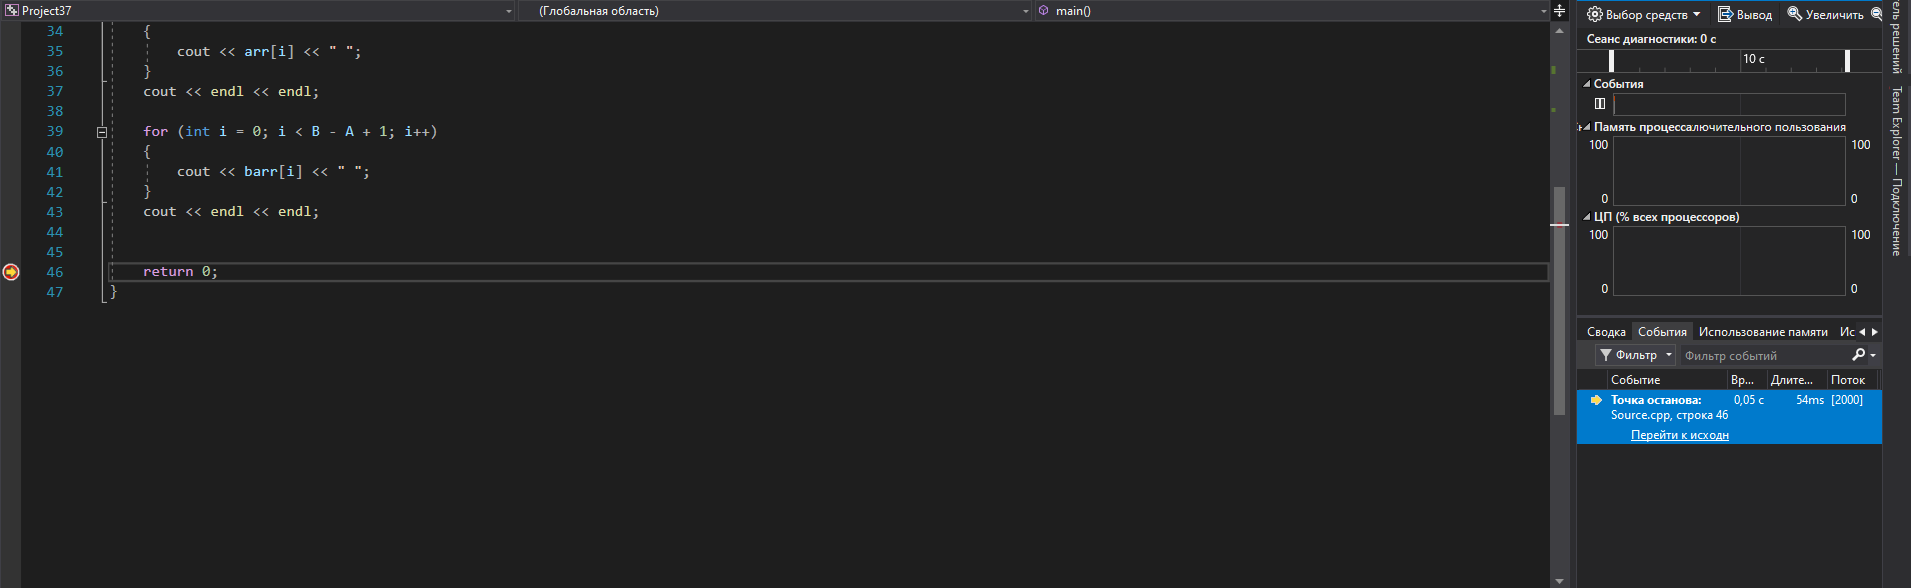 Project37 (Глобальная область) main()
34 {
35 cout << arr[i] << " ";
36 }
37 cout << endl << endl;
38
39 for (int i = 0; i < B - A + 1; i++)
40 {
41 cout << barr[i] << " ";
42 }
43 cout << endl << endl;
44
45
46 return 0;
47 }
Выбор средств Вывод Увеличить
Сеанс диагностики: 0 с
10 с
События
Память процесса лючительного пользования
100 100
0 0
ЦП (% всех процессоров)
100 100
0 0
Сводка События Использование памяти Ис
Фильтр Фильтр событий
Событие Вр... Длите... Поток
Точка останова: 0,05 с 54ms [2000]
Source.cpp, строка 46
Перейти к исходн
ель решений
Team Explorer — Подключение